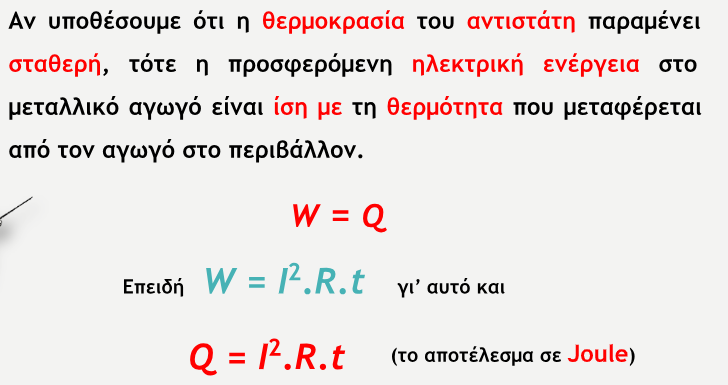 Αν υποθέσουμε ότι η θερμοκρασία του αντιστάτη παραμένει
σταθερή, τότε η προσφερόμενη ηλεκτρική ενέργεια στο
μεταλλικό αγωγό είναι ίση με τη θερμότητα που μεταφέρεται
από τον αγωγό στο περιβάλλον.
W = Q
Επειδή W = I².R.t γι’ αυτό και
Q = I².R.t (το αποτέλεσμα σε Joule)